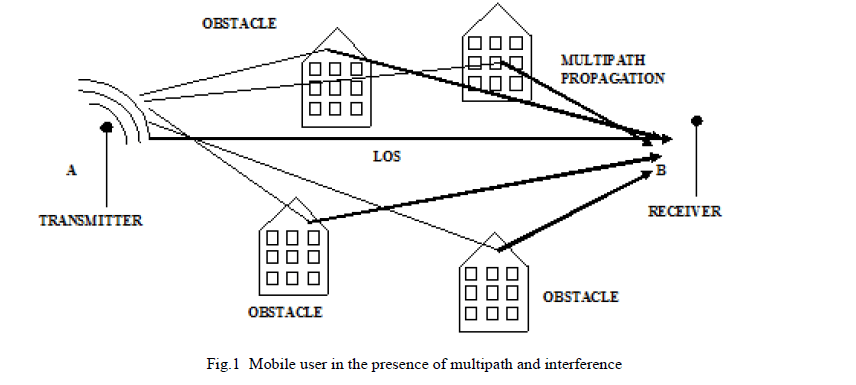 OBSTACLE
MULTIPATH
PROPAGATION
LOS
A
B
TRANSMITTER
RECEIVER
OBSTACLE
OBSTACLE
Fig.1 Mobile user in the presence of multipath and interference